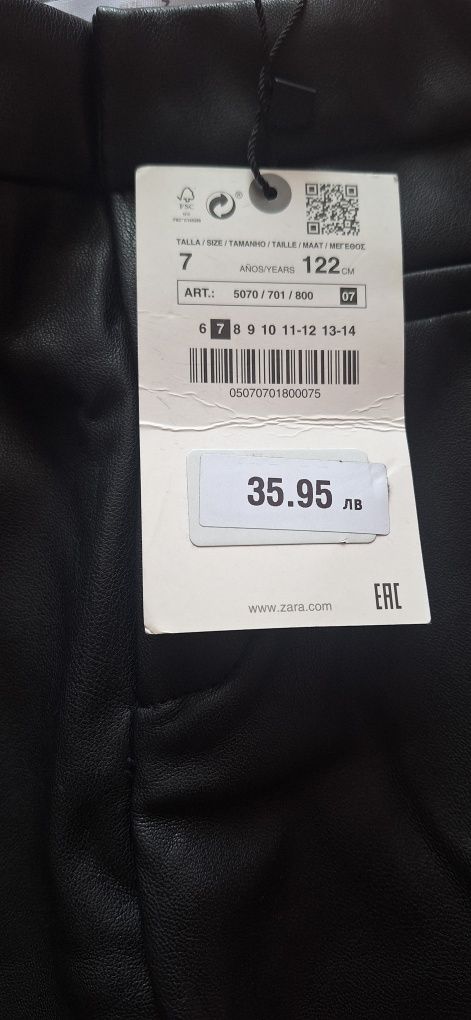 FSC
®
TALLA / SIZE / TAMANHO / TAILLE / MAAT / ΜΕΓΕΘΟΣ
7 AÑOS/YEARS 122 CM
ART.: 5070 / 701 / 800 07
6 7 8 9 10 11-12 13-14
05070701800075
35.95 лв
www.zara.com
EAC